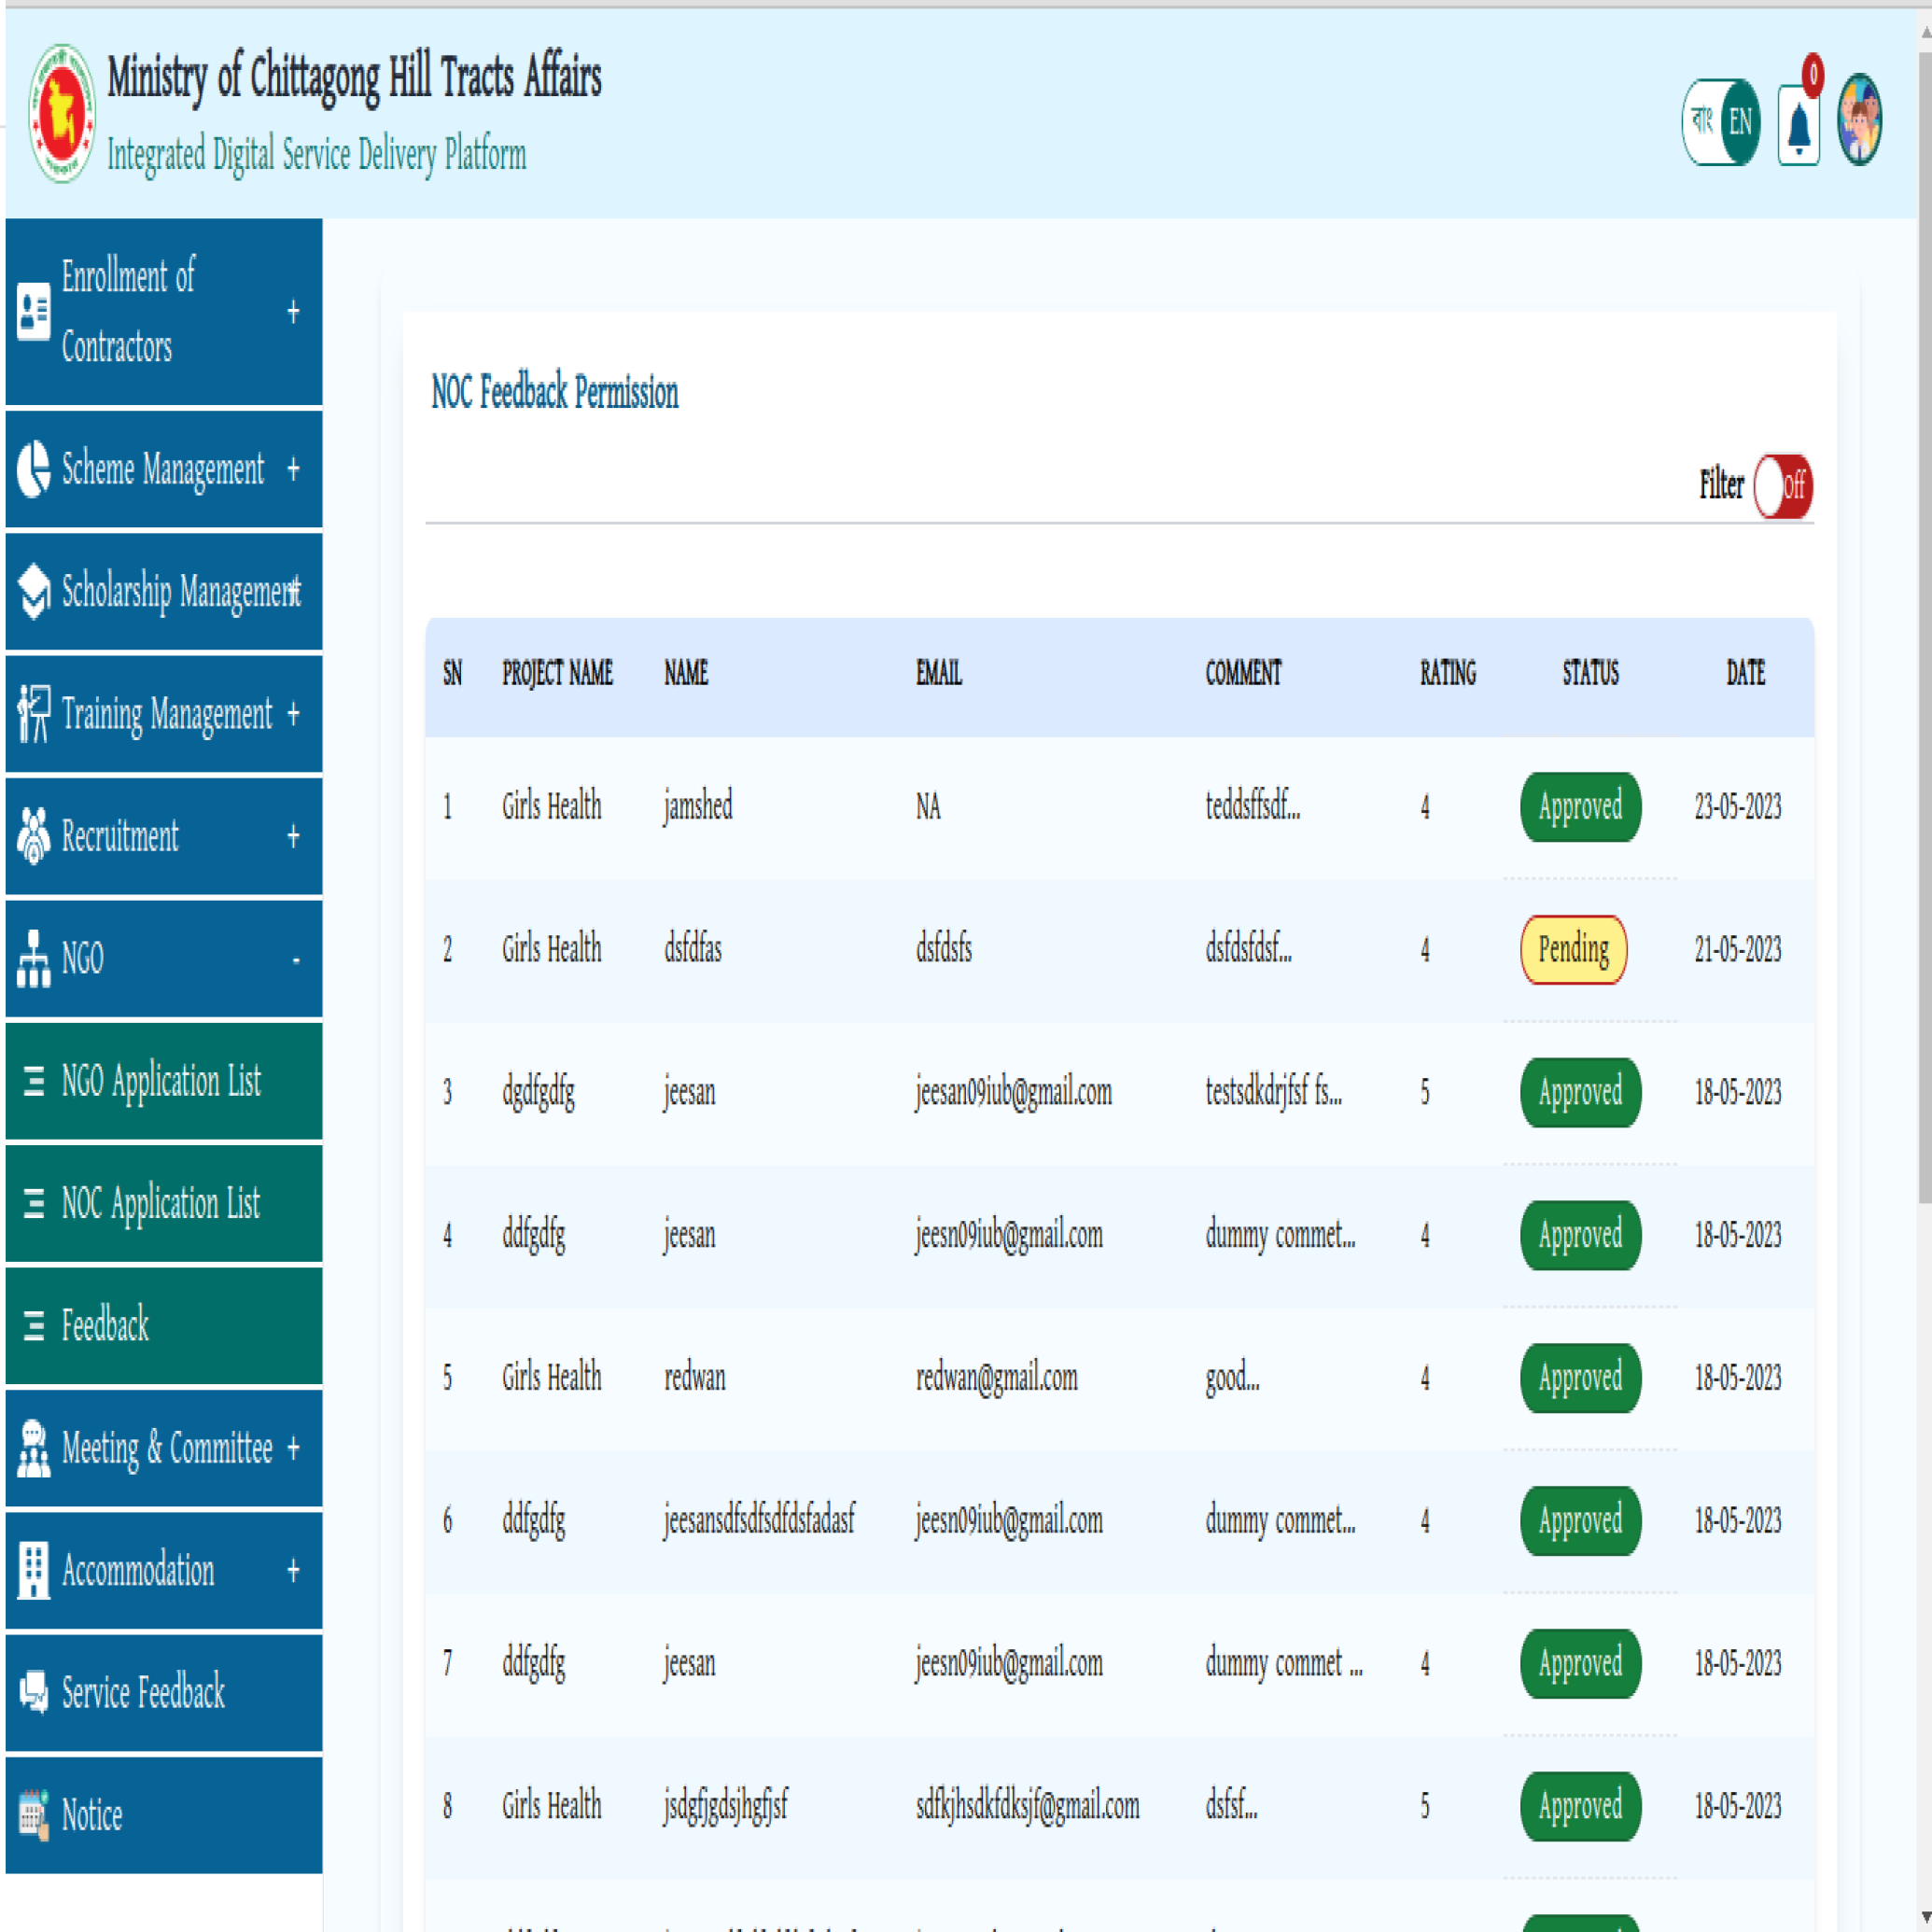 Ministry of Chittagong Hill Tracts Affairs
Integrated Digital Service Delivery Platform
বাং EN
0
Enrollment of
Contractors +
Scheme Management +
Scholarship Management +
Training Management +
Recruitment +
NGO -
NGO Application List
NOC Application List
Feedback
Meeting & Committee +
Accommodation +
Service Feedback
Notice
NOC Feedback Permission
Filter Off
SN PROJECT NAME NAME EMAIL COMMENT RATING STATUS DATE
1 Girls Health jamshed NA teddsffsdf... 4 Approved 23-05-2023
2 Girls Health dsfdfas dsfdsfs dsfdsfdsf... 4 Pending 21-05-2023
3 dgdfgdfg jeesan jeesan09iub@gmail.com testsdkdrjfsf fs... 5 Approved 18-05-2023
4 ddfgdfg jeesan jeesn09iub@gmail.com dummy commet... 4 Approved 18-05-2023
5 Girls Health redwan redwan@gmail.com good... 4 Approved 18-05-2023
6 ddfgdfg jeesansdfsdfsdfdsfadasf jeesn09iub@gmail.com dummy commet... 4 Approved 18-05-2023
7 ddfgdfg jeesan jeesn09iub@gmail.com dummy commet ... 4 Approved 18-05-2023
8 Girls Health jsdgfjgdsjhgfjsf sdfkjhsdkfdksjf@gmail.com dsfsf... 5 Approved 18-05-2023